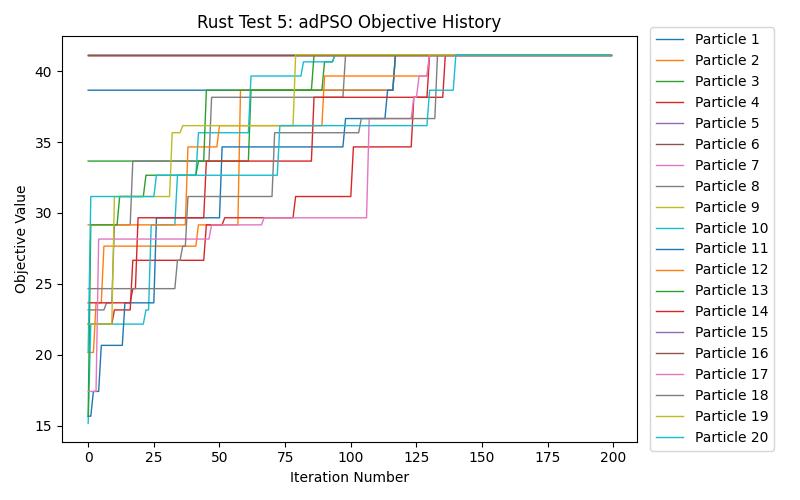 Rust Test 5: adPSO Objective History
Objective Value
40
35
30
25
20
15
0
25
50
75
100
125
150
175
200
Iteration Number
Particle 1
Particle 2
Particle 3
Particle 4
Particle 5
Particle 6
Particle 7
Particle 8
Particle 9
Particle 10
Particle 11
Particle 12
Particle 13
Particle 14
Particle 15
Particle 16
Particle 17
Particle 18
Particle 19
Particle 20